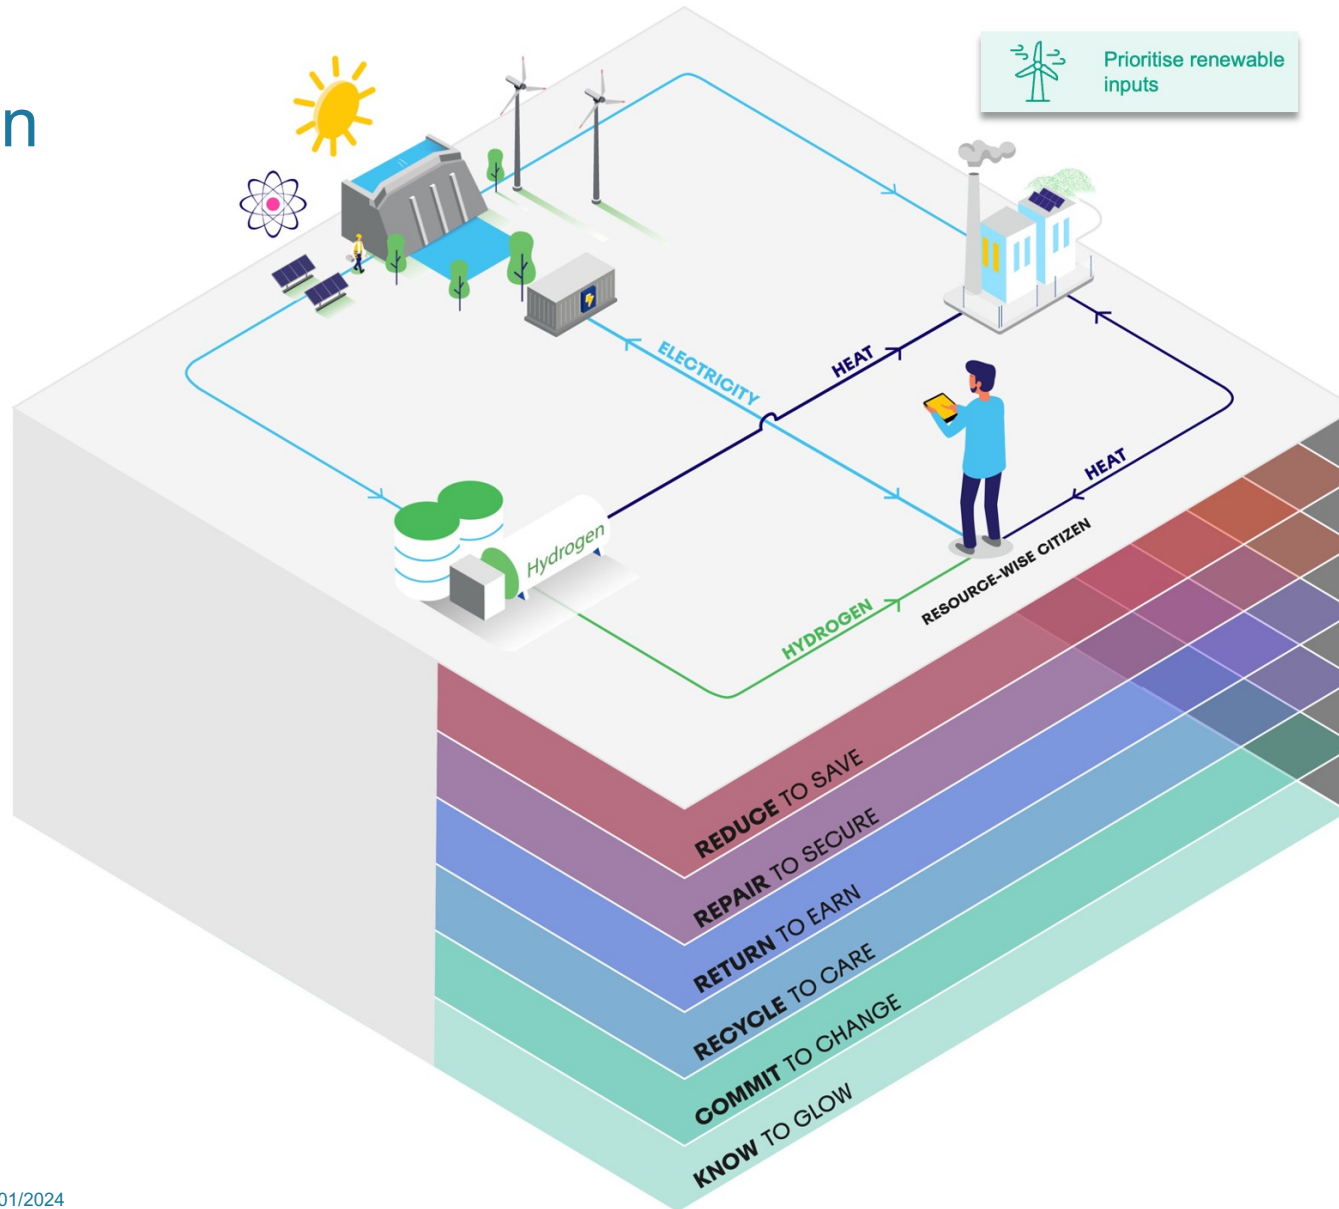 n
Prioritise renewable
inputs
ELECTRICITY
HEAT
HEAT
Hydrogen
HYDROGEN
RESOURCE-WISE CITIZEN
REDUCE TO SAVE
REPAIR TO SECURE
RETURN TO EARN
RECYCLE TO CARE
COMMIT TO CHANGE
KNOW TO GLOW
01/2024